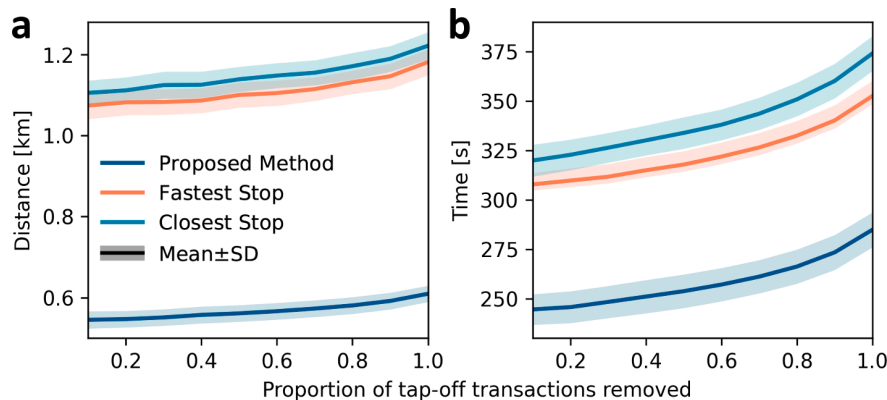 a
Distance [km]
1.2
1.0
0.8
0.6
Proposed Method
Fastest Stop
Closest Stop
Mean±SD
0.2 0.4 0.6 0.8 1.0
b
Time [s]
375
350
325
300
275
250
0.2 0.4 0.6 0.8 1.0
Proportion of tap-off transactions removed